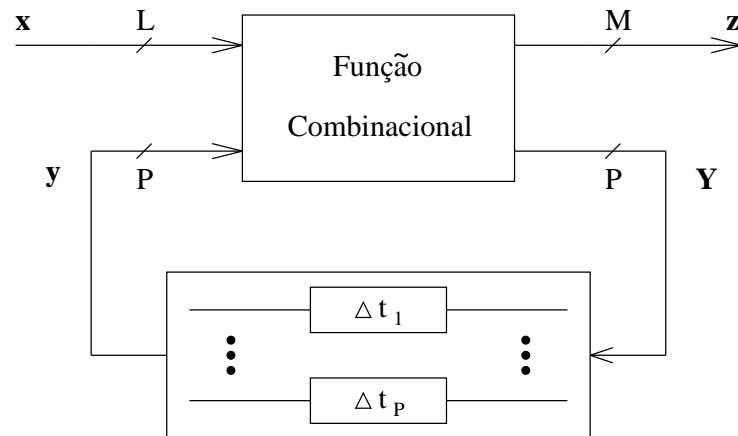 x L M z
Função
Combinacional
y P P Y
△ t 1
△ t P